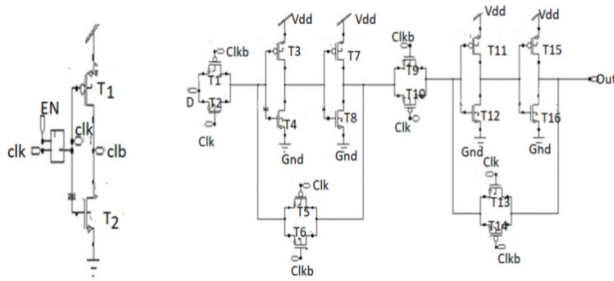 T1
EN
clk
clk
clb
T2
Vdd
Vdd
Vdd
Vdd
Clkb
T3
T7
Clkb
T11
T15
T1
T9
D
T2
T10
Out
Clk
T4
T8
Clk
T12
T16
Gnd
Gnd
Gnd
Gnd
Clk
Clk
T5
T13
T6
T14
Clkb
Clkb